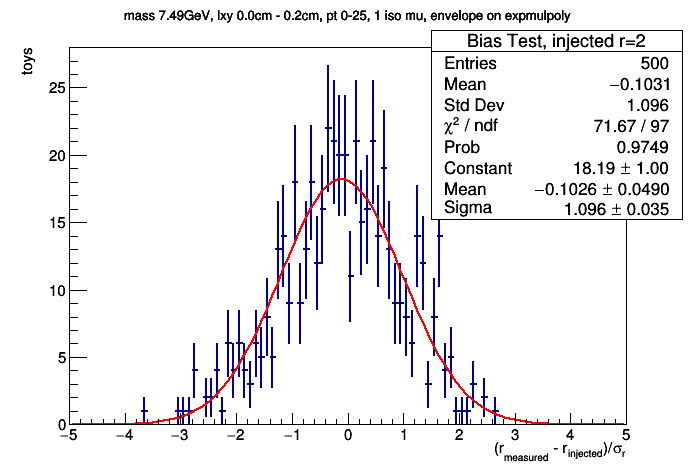 mass 7.49GeV, lxy 0.0cm - 0.2cm, pt 0-25, 1 iso mu, envelope on expmulpoly
toys
Bias Test, injected r=2
Entries 500
Mean −0.1031
Std Dev 1.096
χ² / ndf 71.67 / 97
Prob 0.9749
Constant 18.19 ± 1.00
Mean −0.1026 ± 0.0490
Sigma 1.096 ± 0.035
25
20
15
10
5
0
−5 −4 −3 −2 −1 0 1 2 3 4 5
(r_measured - r_injected)/σ_r